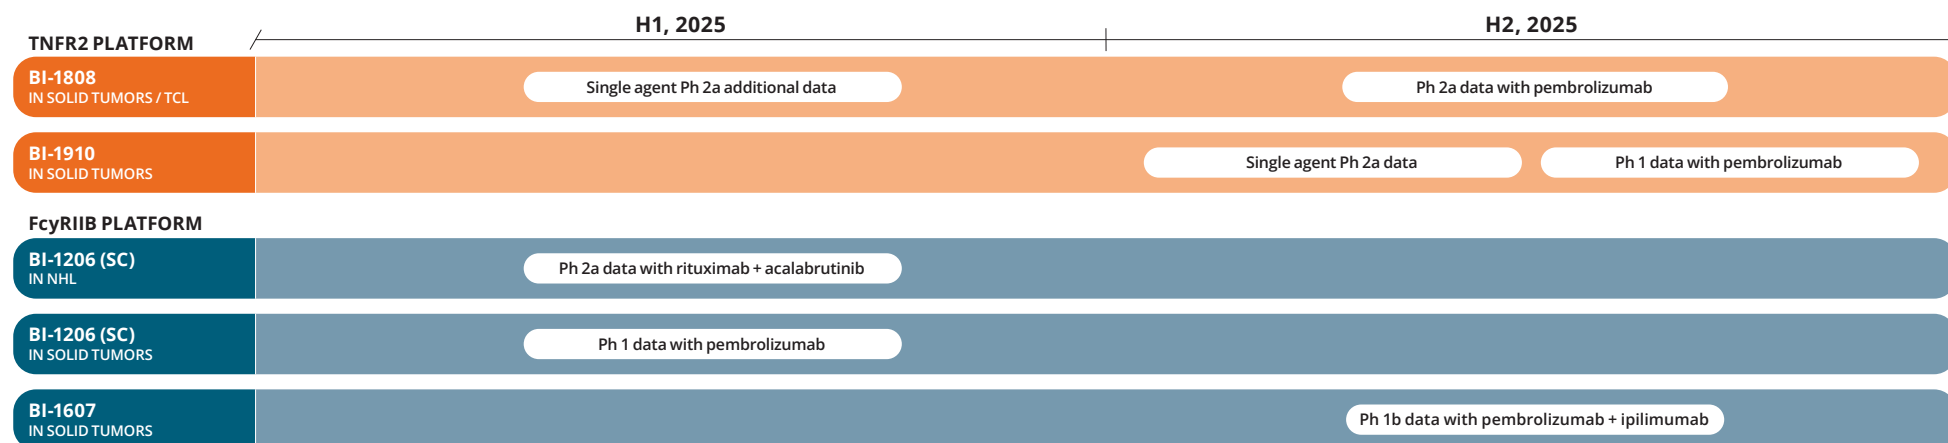 H1, 2025
H2, 2025
TNFR2 PLATFORM
BI-1808
IN SOLID TUMORS / TCL
Single agent Ph 2a additional data
Ph 2a data with pembrolizumab
BI-1910
IN SOLID TUMORS
Single agent Ph 2a data
Ph 1 data with pembrolizumab
FcyRIIB PLATFORM
BI-1206 (SC)
IN NHL
Ph 2a data with rituximab + acalabrutinib
BI-1206 (SC)
IN SOLID TUMORS
Ph 1 data with pembrolizumab
BI-1607
IN SOLID TUMORS
Ph 1b data with pembrolizumab + ipilimumab